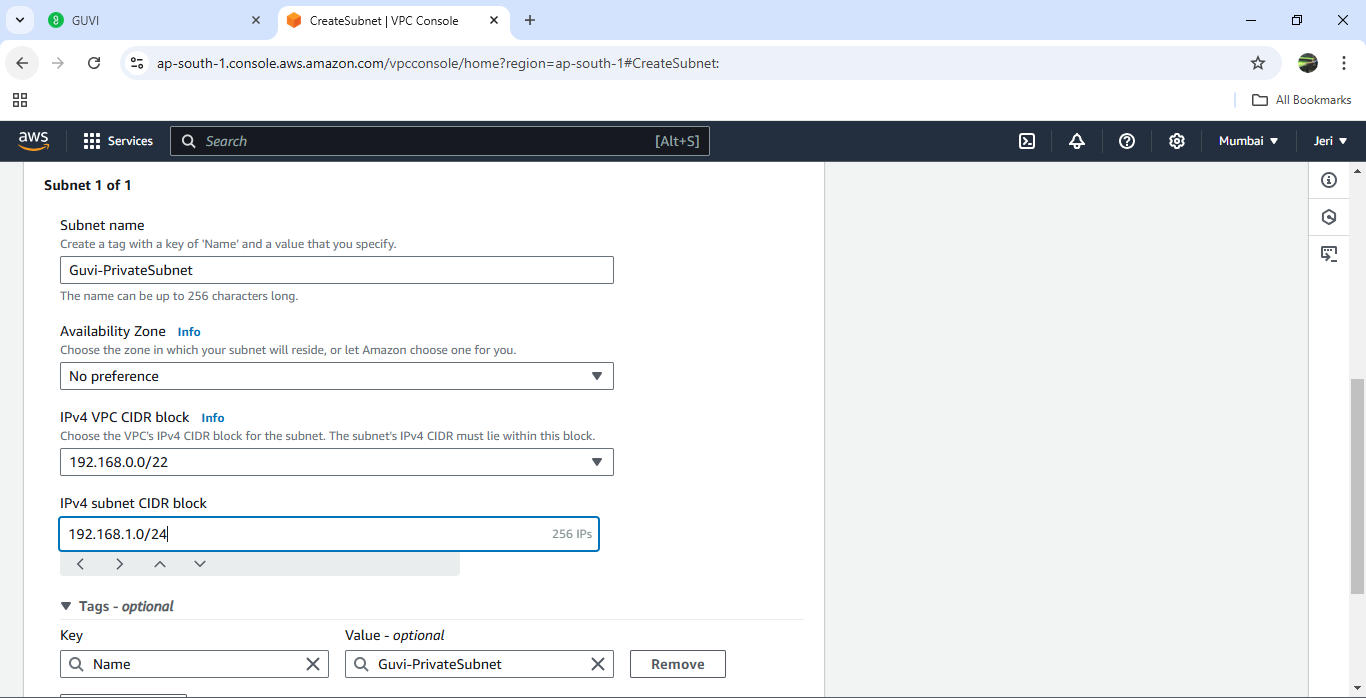 GUVI
CreateSubnet | VPC Console
ap-south-1.console.aws.amazon.com/vpcconsole/home?region=ap-south-1#CreateSubnet:
All Bookmarks
aws
Services
Search
[Alt+S]
Mumbai
Jeri
Subnet 1 of 1
Subnet name
Create a tag with a key of 'Name' and a value that you specify.
Guvi-PrivateSubnet
The name can be up to 256 characters long.
Availability Zone Info
Choose the zone in which your subnet will reside, or let Amazon choose one for you.
No preference
IPv4 VPC CIDR block Info
Choose the VPC's IPv4 CIDR block for the subnet. The subnet's IPv4 CIDR must lie within this block.
192.168.0.0/22
IPv4 subnet CIDR block
192.168.1.0/24 256 IPs
Tags - optional
Key Value - optional
Name Guvi-PrivateSubnet Remove